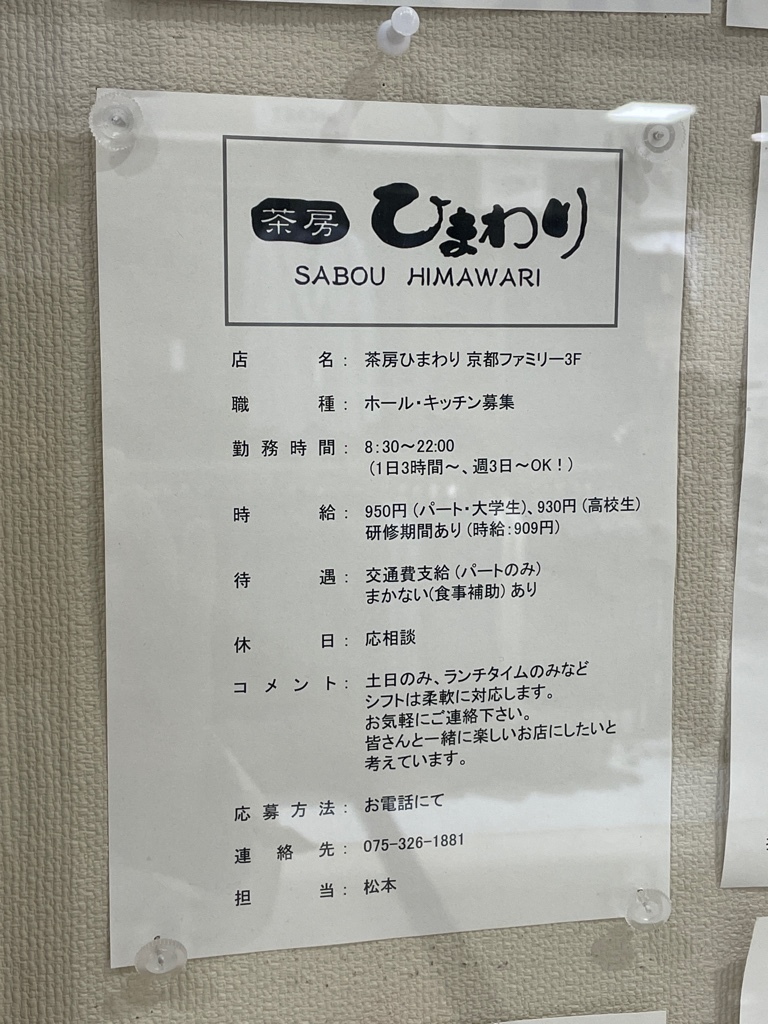 茶房 ひまわり
SABOU HIMAWARI
店名： 茶房ひまわり 京都ファミリー3F
職種： ホール・キッチン募集
勤務時間： 8：30～22:00
（1日3時間～、週3日～OK！）
時給： 950円（パート・大学生）、930円（高校生）
研修期間あり（時給：909円）
待遇： 交通費支給（パートのみ）
まかない（食事補助）あり
休日： 応相談
コメント： 土日のみ、ランチタイムのみなど
シフトは柔軟に対応します。
お気軽にご連絡下さい。
皆さんと一緒に楽しいお店にしたいと
考えています。
応募方法： お電話にて
連絡先： 075-326-1881
担当： 松本